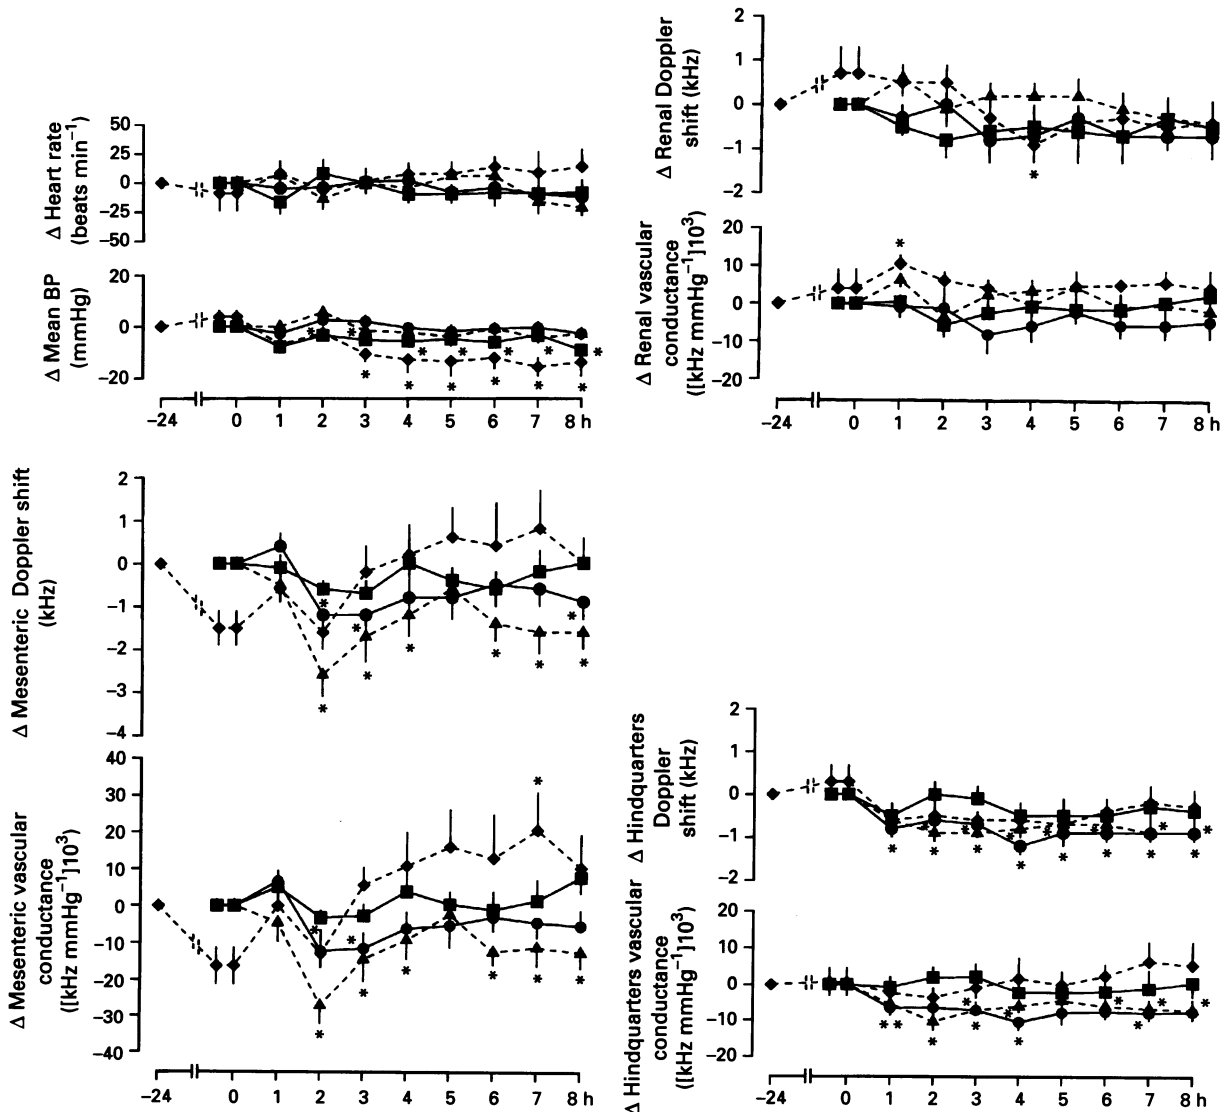 Δ Heart rate
(beats min⁻¹)
50
25
0
−25
−50
Δ Mean BP
(mmHg)
20
0
−20
−24 0 1 2 3 4 5 6 7 8 h
Δ Renal Doppler
shift (kHz)
2
1
0
−1
−2
*
Δ Renal vascular
conductance
([kHz mmHg⁻¹]10³)
20
10
0
−10
−20
*
−24 0 1 2 3 4 5 6 7 8 h
Δ Mesenteric Doppler shift
(kHz)
2
1
0
−1
−2
−3
−4
Δ Mesenteric vascular
conductance
([kHz mmHg⁻¹]10³)
40
30
20
10
0
−10
−20
−30
−40
−24 0 1 2 3 4 5 6 7 8 h
Δ Hindquarters
Doppler
shift (kHz)
2
1
0
−1
−2
Δ Hindquarters vascular
conductance
([kHz mmHg⁻¹]10³)
20
10
0
−10
−20
−24 0 1 2 3 4 5 6 7 8 h